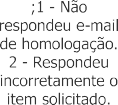 ;1 - Não
respondeu e-mail
de homologação.
2 - Respondeu
incorretamente o
item solicitado.